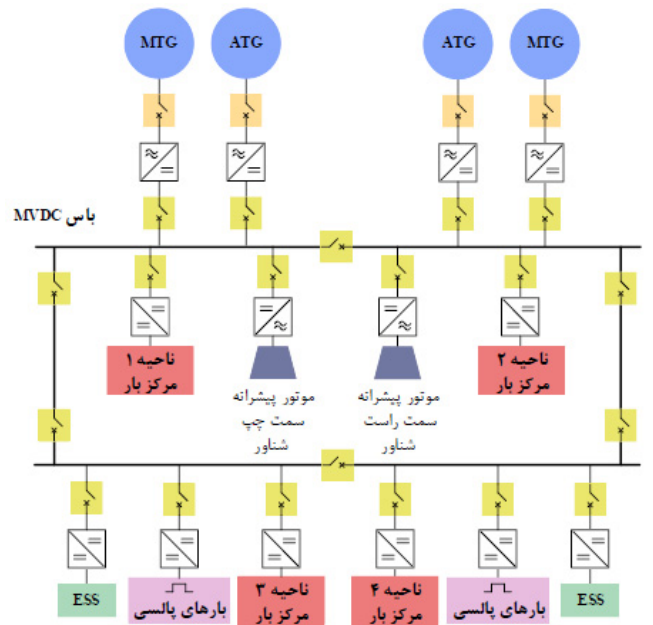 MTG ATG ATG MTG
باس MVDC
ناحیه ۱
مرکز بار
موتور پیشرانه
سمت چپ
شناور
موتور پیشرانه
سمت راست
شناور
ناحیه ۲
مرکز بار
ESS
بارهای پالسی
ناحیه ۳
مرکز بار
ناحیه ۴
مرکز بار
بارهای پالسی
ESS